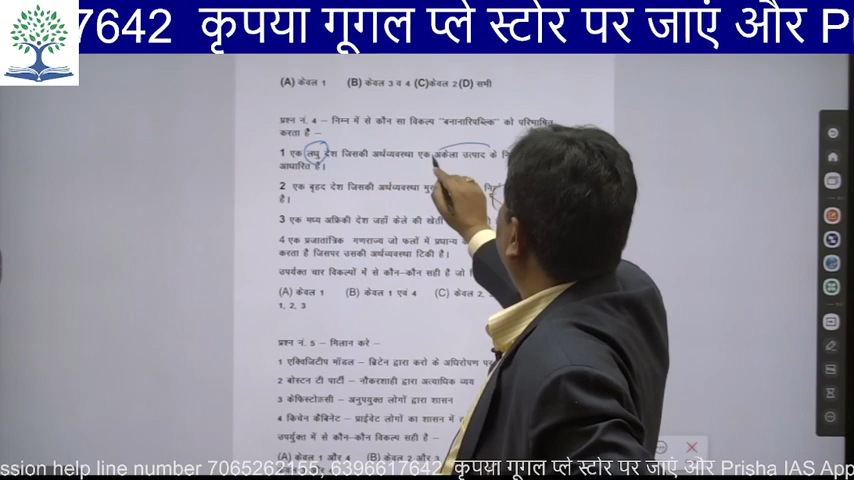 7642 कृपया गूगल प्ले स्टोर पर जाएं और P
(A) केवल 1 (B) केवल 3 व 4 (C)केवल 2 (D) सभी
प्रश्न नं. 4 – निम्न में से कौन सा विकल्प "बनानारिपब्लिक" को परिभाषित
करता है –
1 एक लघु देश जिसकी अर्थव्यवस्था एक अकेला उत्पाद के
आधारित है।
2 एक बृहद देश जिसकी अर्थव्यवस्था
है।
3 एक मध्य अफ्रिकी देश जहाँ केले की खेती
4 एक प्रजातांत्रिक गणराज्य जो फलों में प्रधान्य
करता है जिसपर उसकी अर्थव्यवस्था टिकी है।
उपर्यक्त चार विकल्पों में से कौन–कौन सही है जो
(A) केवल 1 (B) केवल 1 एवं 4 (C) केवल 2,
1, 2, 3
प्रश्न नं. 5 – मिलान करे –
1 एक्विजिटीप मॉडल – ब्रिटेन द्वारा करो के अधिरोपण पर
2 बोस्टन टी पार्टी – नौकरशाही द्वारा अत्याधिक व्यय
3 केफिस्टोक्रसी – अनुपयुक्त लोगों द्वारा शासन
4 किचेन कैबिनेट – प्राईवेट लोगों का शासन में
उपर्युक्त में से कौन–कौन विकल्प सही है –
(A) केवल 1 और 4 (B) केवल 2 और 3
ssion help line number 7065262155, 6396617642 कृपया गूगल प्ले स्टोर पर जाएं और Prisha IAS App